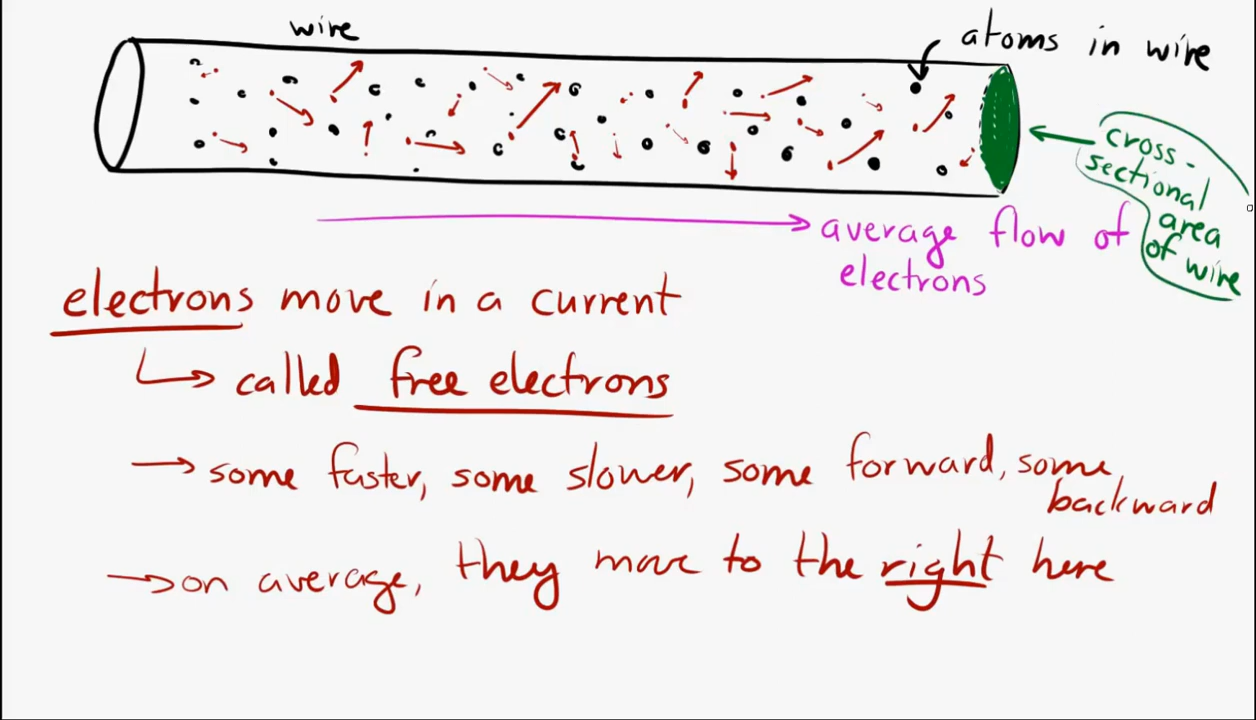 wire
atoms in wire
cross-
sectional
area
of wire
average flow of
electrons
electrons move in a current
called free electrons
some faster, some slower, some forward, some
backward
on average, they move to the right here